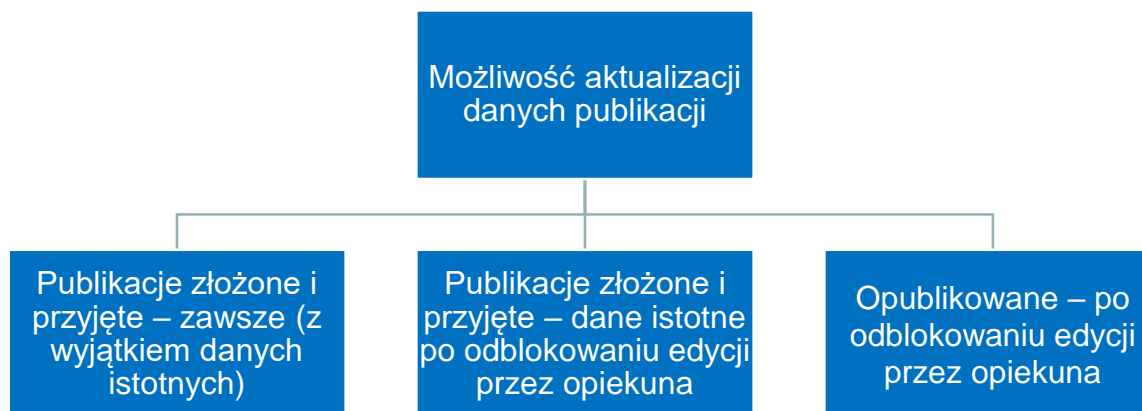 Możliwość aktualizacji
danych publikacji
Publikacje złożone i
przyjęte – zawsze (z
wyjątkiem danych
istotnych)
Publikacje złożone i
przyjęte – dane istotne
po odblokowaniu edycji
przez opiekuna
Opublikowane – po
odblokowaniu edycji
przez opiekuna